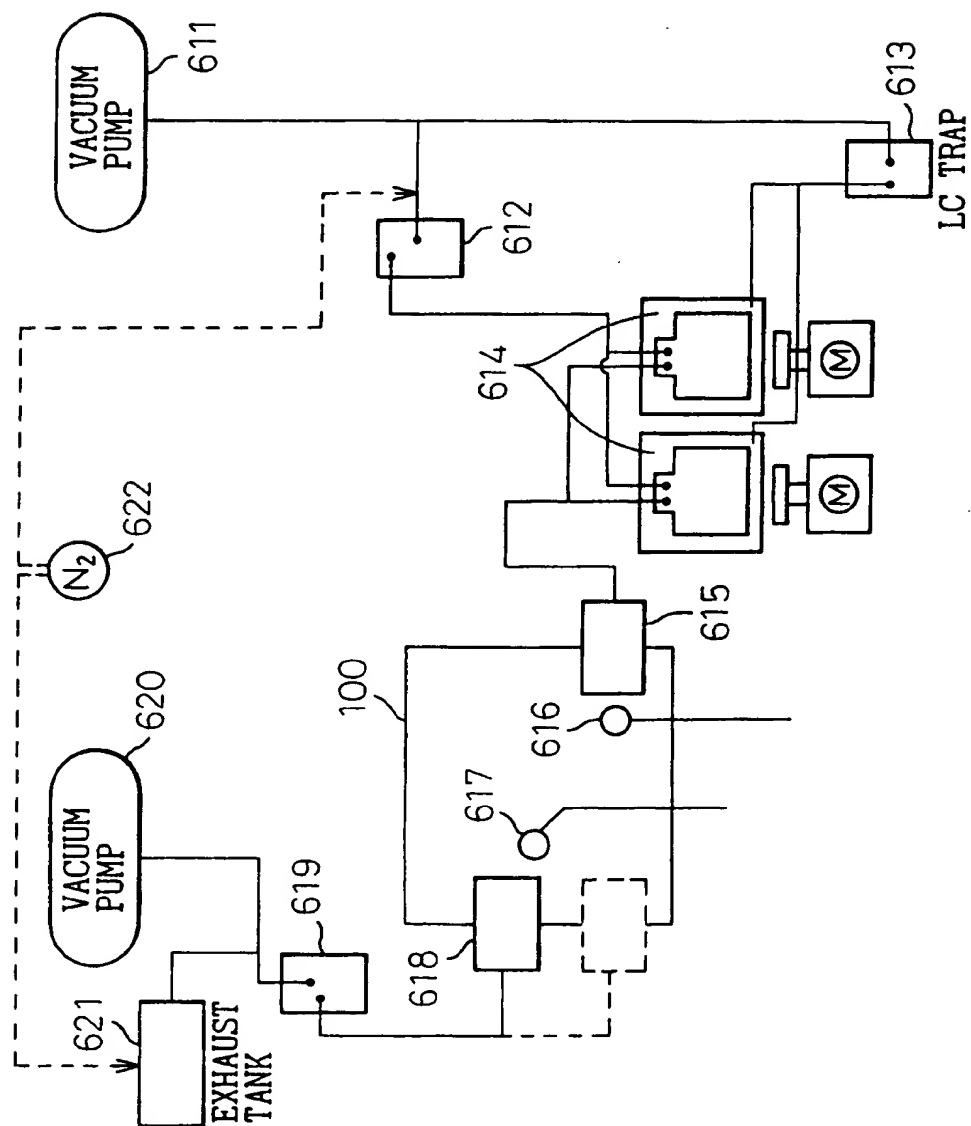 VACUUM
PUMP
611
612
613
LC TRAP
614
M
M
615
616
617
100
618
619
VACUUM
PUMP
620
621
EXHAUST
TANK
N2
622